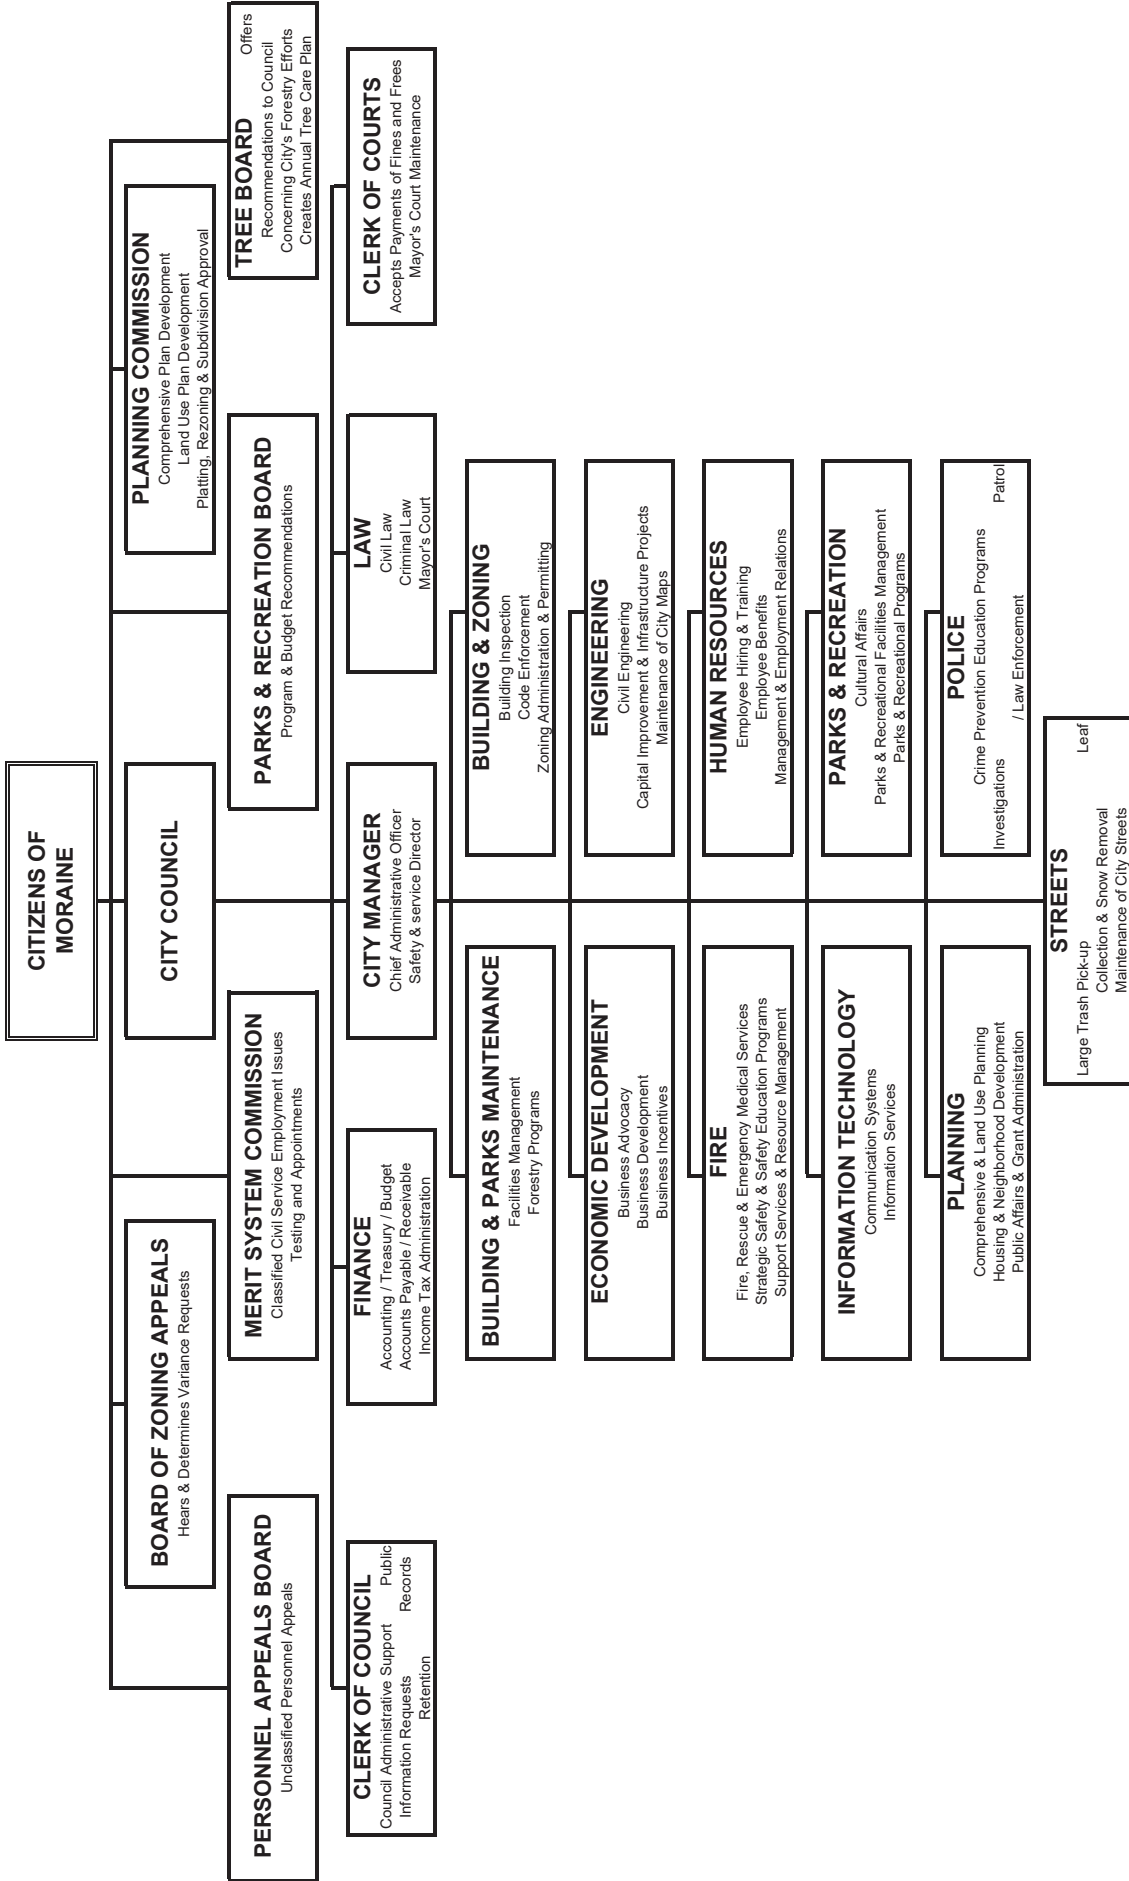 CITIZENS OF
MORAINE
BOARD OF ZONING APPEALS
Hears & Determines Variance Requests
CITY COUNCIL
PLANNING COMMISSION
Comprehensive Plan Development
Land Use Plan Development
Platting, Rezoning & Subdivision Approval
PERSONNEL APPEALS BOARD
Unclassified Personnel Appeals
MERIT SYSTEM COMMISSION
Classified Civil Service Employment Issues
Testing and Appointments
PARKS & RECREATION BOARD
Program & Budget Recommendations
TREE BOARD
Offers
Recommendations to Council
Concerning City's Forestry Efforts
Creates Annual Tree Care Plan
CLERK OF COUNCIL
Council Administrative Support Public
Information Requests Records
Retention
FINANCE
Accounting / Treasury / Budget
Accounts Payable / Receivable
Income Tax Administration
CITY MANAGER
Chief Administrative Officer
Safety & service Director
LAW
Civil Law
Criminal Law
Mayor's Court
CLERK OF COURTS
Accepts Payments of Fines and Frees
Mayor's Court Maintenance
BUILDING & PARKS MAINTENANCE
Facilities Management
Forestry Programs
BUILDING & ZONING
Building Inspection
Code Enforcement
Zoning Administration & Permitting
ECONOMIC DEVELOPMENT
Business Advocacy
Business Development
Business Incentives
ENGINEERING
Civil Engineering
Capital Improvement & Infrastructure Projects
Maintenance of City Maps
FIRE
Fire, Rescue & Emergency Medical Services
Strategic Safety & Safety Education Programs
Support Services & Resource Management
HUMAN RESOURCES
Employee Hiring & Training
Employee Benefits
Management & Employment Relations
INFORMATION TECHNOLOGY
Communication Systems
Information Services
PARKS & RECREATION
Cultural Affairs
Parks & Recreational Facilities Management
Parks & Recreational Programs
PLANNING
Comprehensive & Land Use Planning
Housing & Neighborhood Development
Public Affairs & Grant Administration
POLICE
Crime Prevention Education Programs
Investigations Patrol
/ Law Enforcement
STREETS
Large Trash Pick-up Leaf
Collection & Snow Removal
Maintenance of City Streets